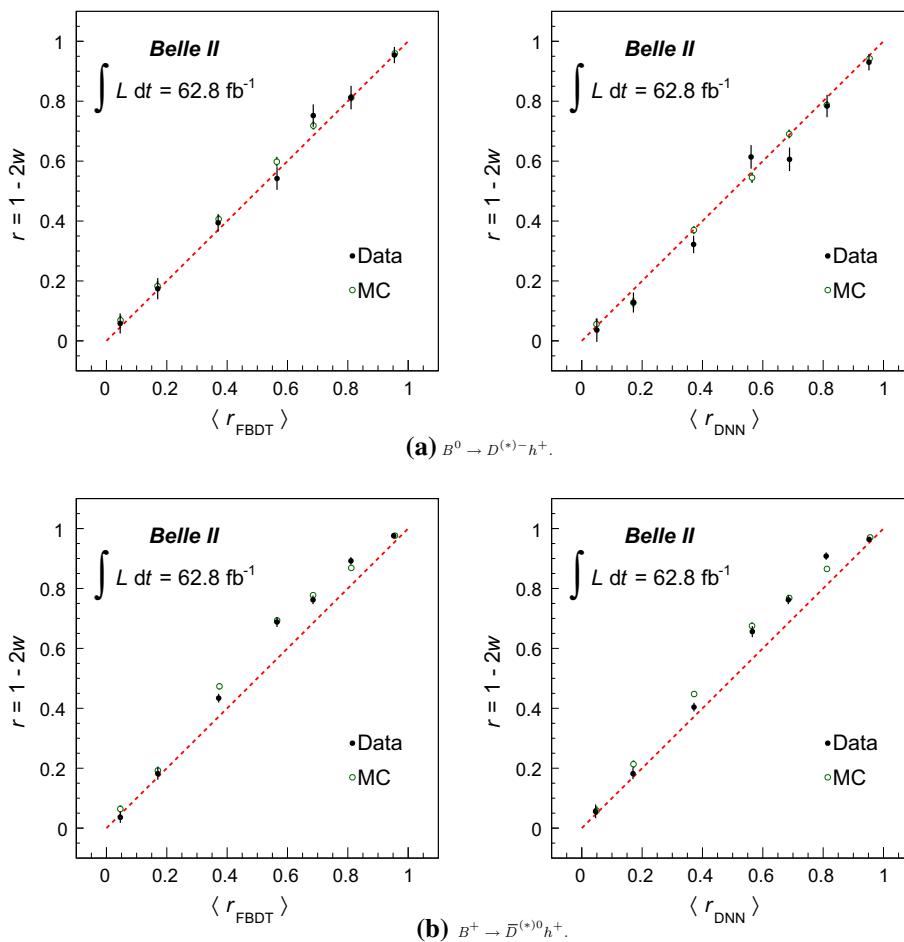 Belle II
∫ L dt = 62.8 fb⁻¹
r = 1 - 2w
1
0.8
0.6
0.4
0.2
0
Data
MC
0 0.2 0.4 0.6 0.8 1
⟨ r_FBDT ⟩
Belle II
∫ L dt = 62.8 fb⁻¹
r = 1 - 2w
1
0.8
0.6
0.4
0.2
0
Data
MC
0 0.2 0.4 0.6 0.8 1
⟨ r_DNN ⟩
(a) B⁰ → D⁽*⁾⁻h⁺.
Belle II
∫ L dt = 62.8 fb⁻¹
r = 1 - 2w
1
0.8
0.6
0.4
0.2
0
Data
MC
0 0.2 0.4 0.6 0.8 1
⟨ r_FBDT ⟩
Belle II
∫ L dt = 62.8 fb⁻¹
r = 1 - 2w
1
0.8
0.6
0.4
0.2
0
Data
MC
0 0.2 0.4 0.6 0.8 1
⟨ r_DNN ⟩
(b) B⁺ → D̅⁽*⁾⁰h⁺.